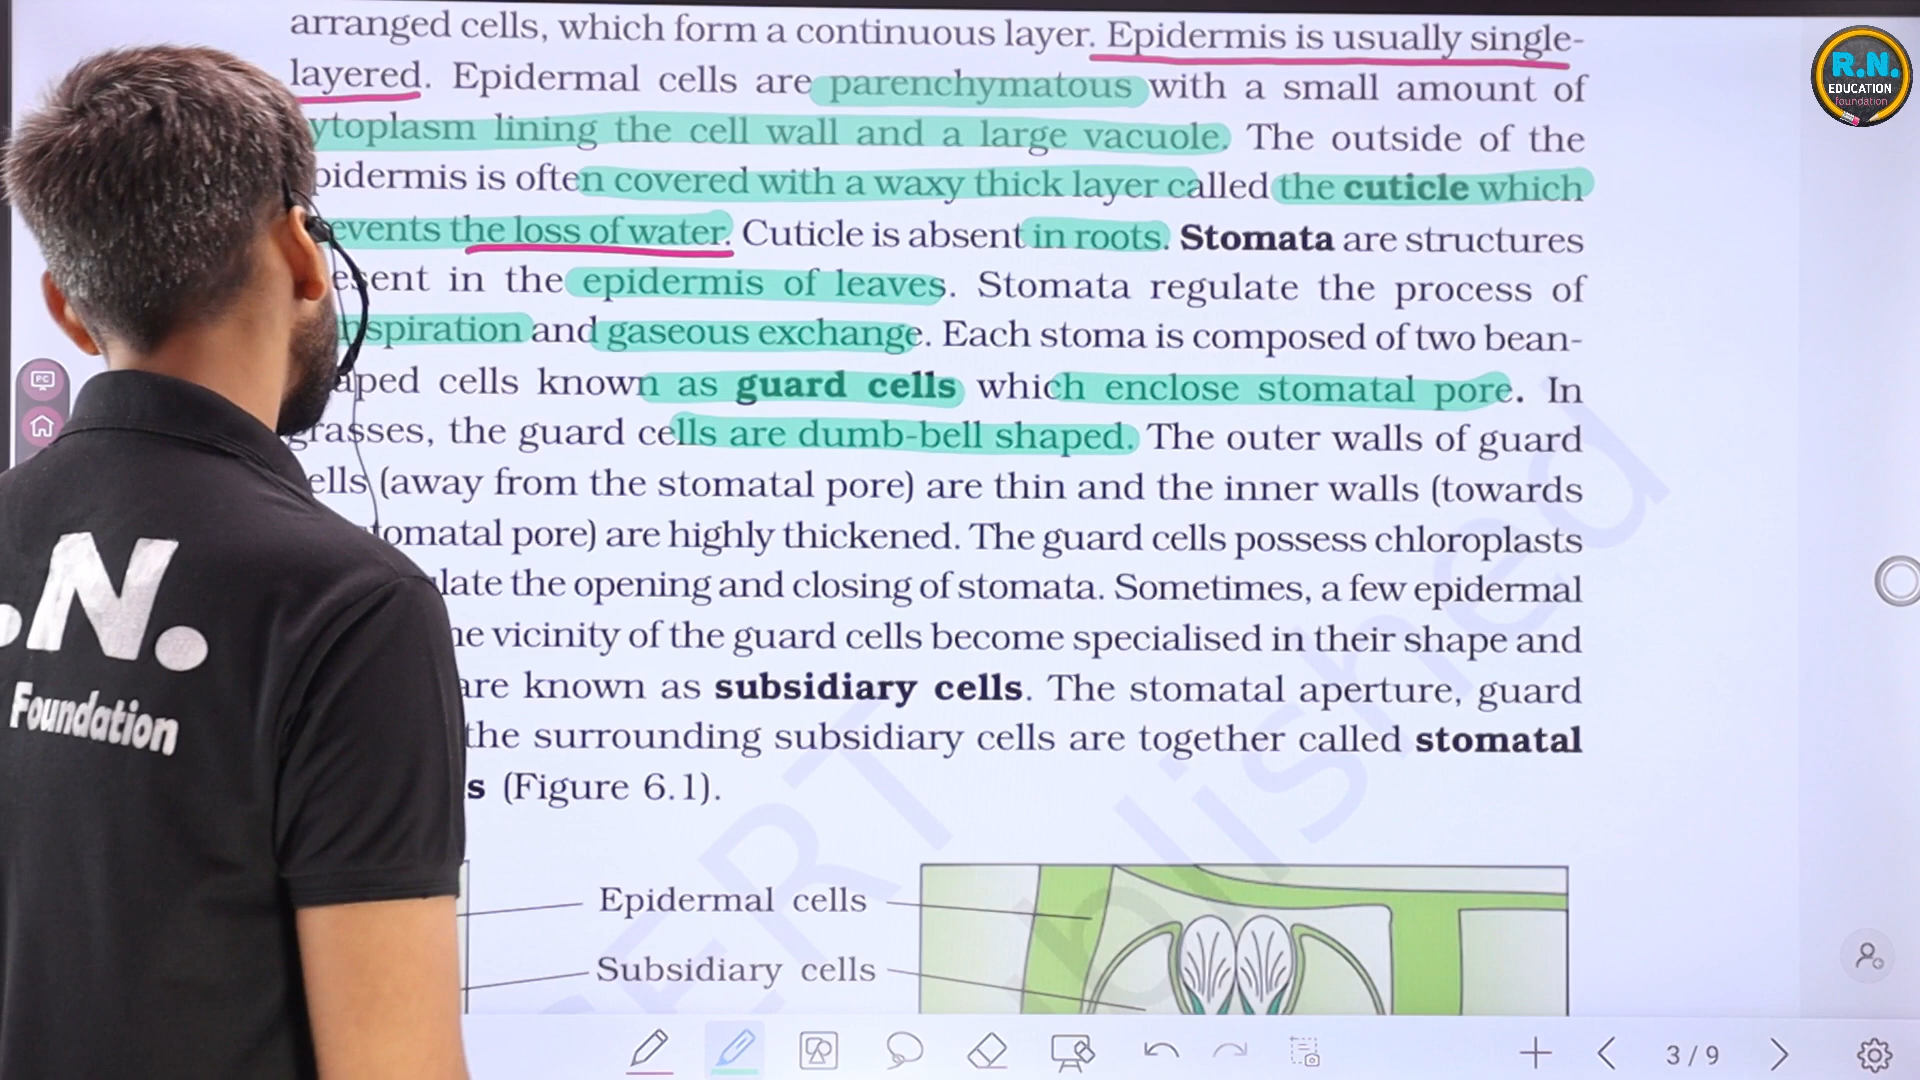 arranged cells, which form a continuous layer. Epidermis is usually single-
layered. Epidermal cells are parenchymatous with a small amount of
ytoplasm lining the cell wall and a large vacuole. The outside of the
pidermis is often covered with a waxy thick layer called the cuticle which
events the loss of water. Cuticle is absent in roots. Stomata are structures
esent in the epidermis of leaves. Stomata regulate the process of
nspiration and gaseous exchange. Each stoma is composed of two bean-
aped cells known as guard cells which enclose stomatal pore. In
grasses, the guard cells are dumb-bell shaped. The outer walls of guard
ells (away from the stomatal pore) are thin and the inner walls (towards
tomatal pore) are highly thickened. The guard cells possess chloroplasts
late the opening and closing of stomata. Sometimes, a few epidermal
he vicinity of the guard cells become specialised in their shape and
are known as subsidiary cells. The stomatal aperture, guard
the surrounding subsidiary cells are together called stomatal
s (Figure 6.1).
Epidermal cells
Subsidiary cells
R.N.
EDUCATION
foundation
PC
.N.
Foundation
3 / 9